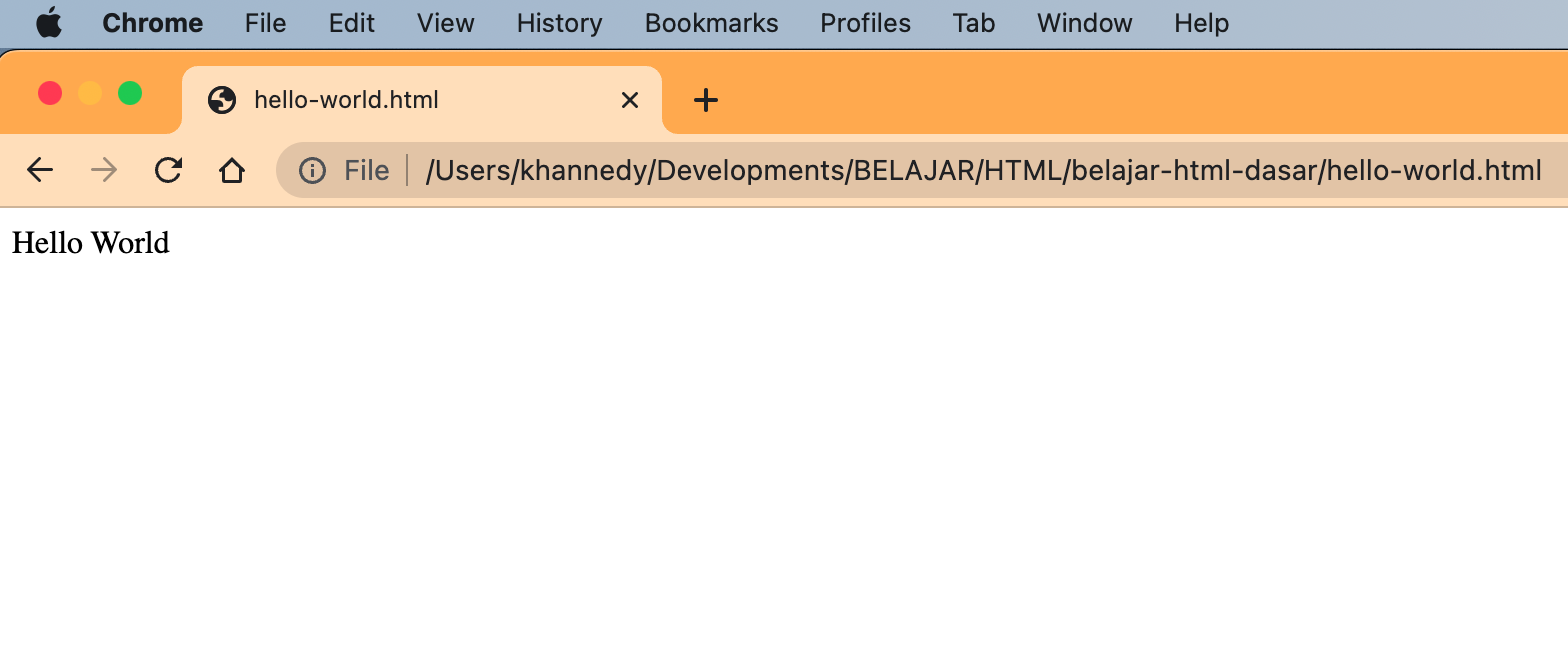 Chrome File Edit View History Bookmarks Profiles Tab Window Help
hello-world.html
File /Users/khannedy/Developments/BELAJAR/HTML/belajar-html-dasar/hello-world.html
Hello World